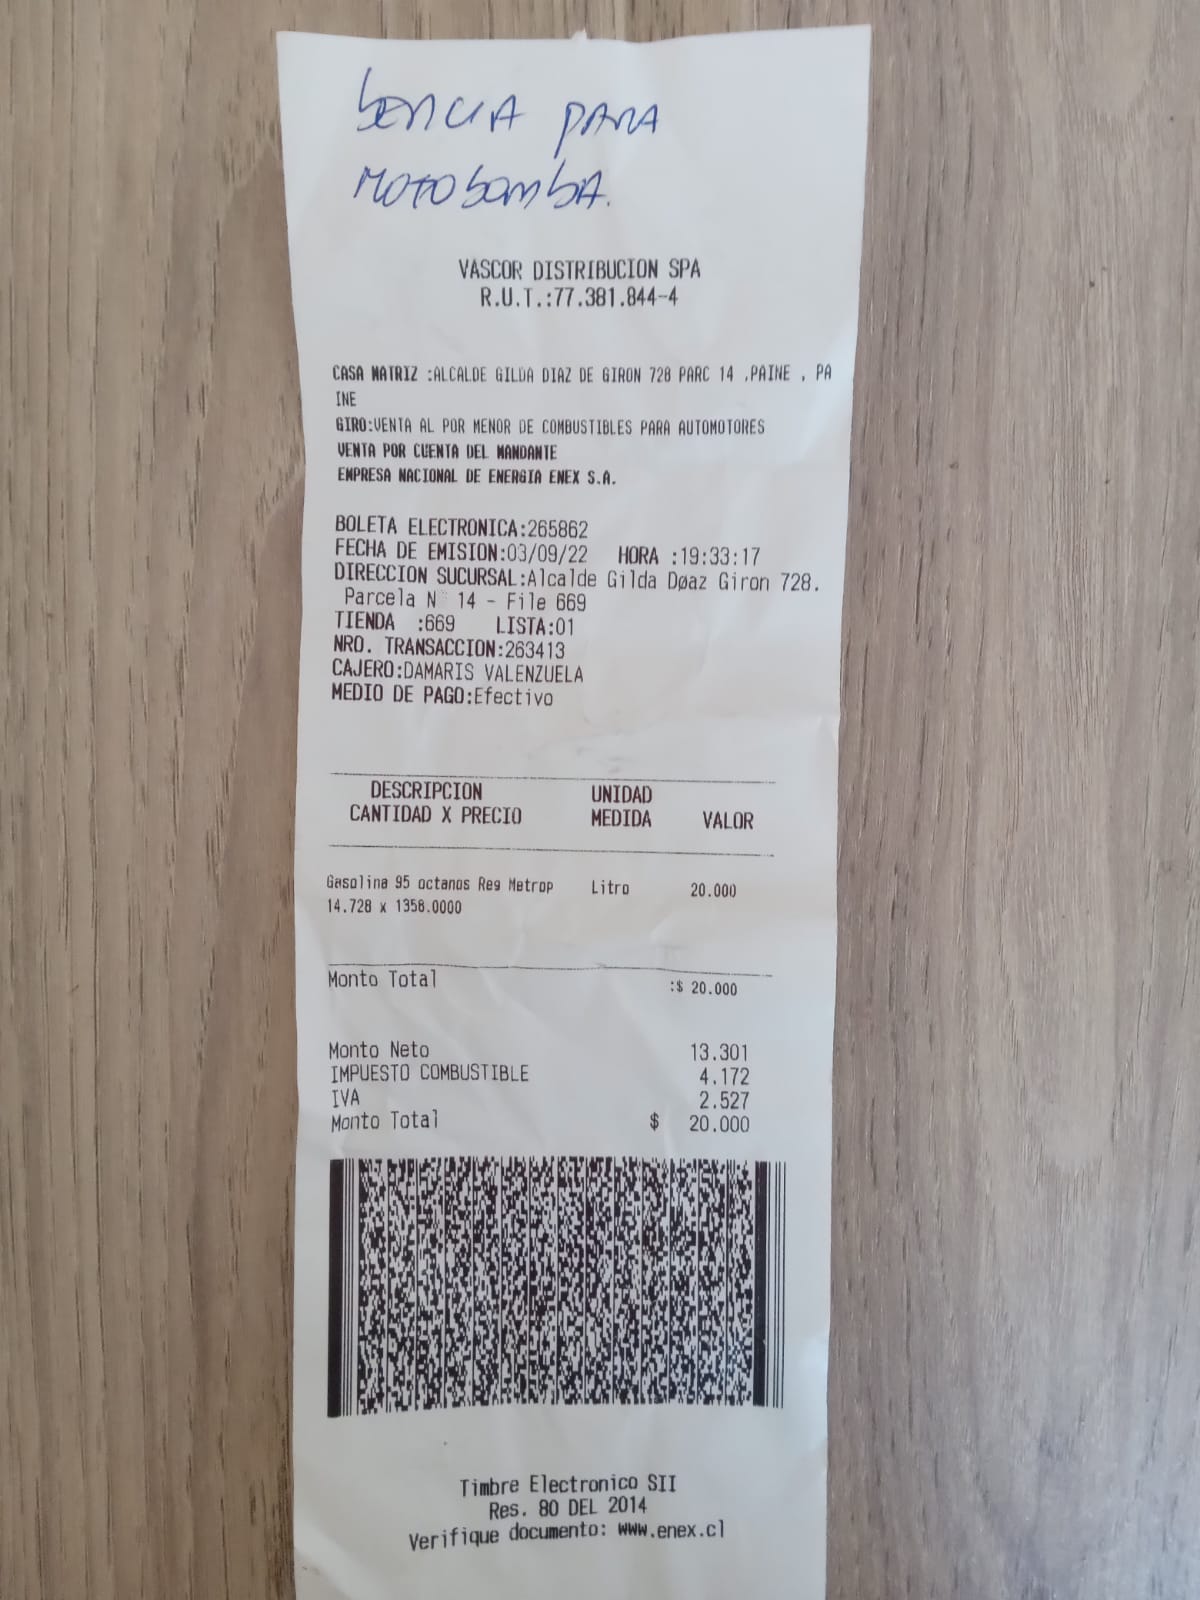 bencia para
motobomba.
VASCOR DISTRIBUCION SPA
R.U.T.:77.381.844-4
CASA MATRIZ :ALCALDE GILDA DIAZ DE GIRON 728 PARC 14 ,PAINE , PA
INE
GIRO:VENTA AL POR MENOR DE COMBUSTIBLES PARA AUTOMOTORES
VENTA POR CUENTA DEL MANDANTE
EMPRESA NACIONAL DE ENERGIA ENEX S.A.
BOLETA ELECTRONICA:265862
FECHA DE EMISION:03/09/22 HORA :19:33:17
DIRECCION SUCURSAL:Alcalde Gilda Døaz Giron 728.
Parcela N° 14 - File 669
TIENDA :669 LISTA:01
NRO. TRANSACCION:263413
CAJERO:DAMARIS VALENZUELA
MEDIO DE PAGO:Efectivo
DESCRIPCION UNIDAD
CANTIDAD X PRECIO MEDIDA VALOR
Gasolina 95 octanos Reg Metrop Litro 20.000
14.728 x 1358.0000
Monto Total :$ 20.000
Monto Neto 13.301
IMPUESTO COMBUSTIBLE 4.172
IVA 2.527
Monto Total $ 20.000
Timbre Electronico SII
Res. 80 DEL 2014
Verifique documento: www.enex.cl